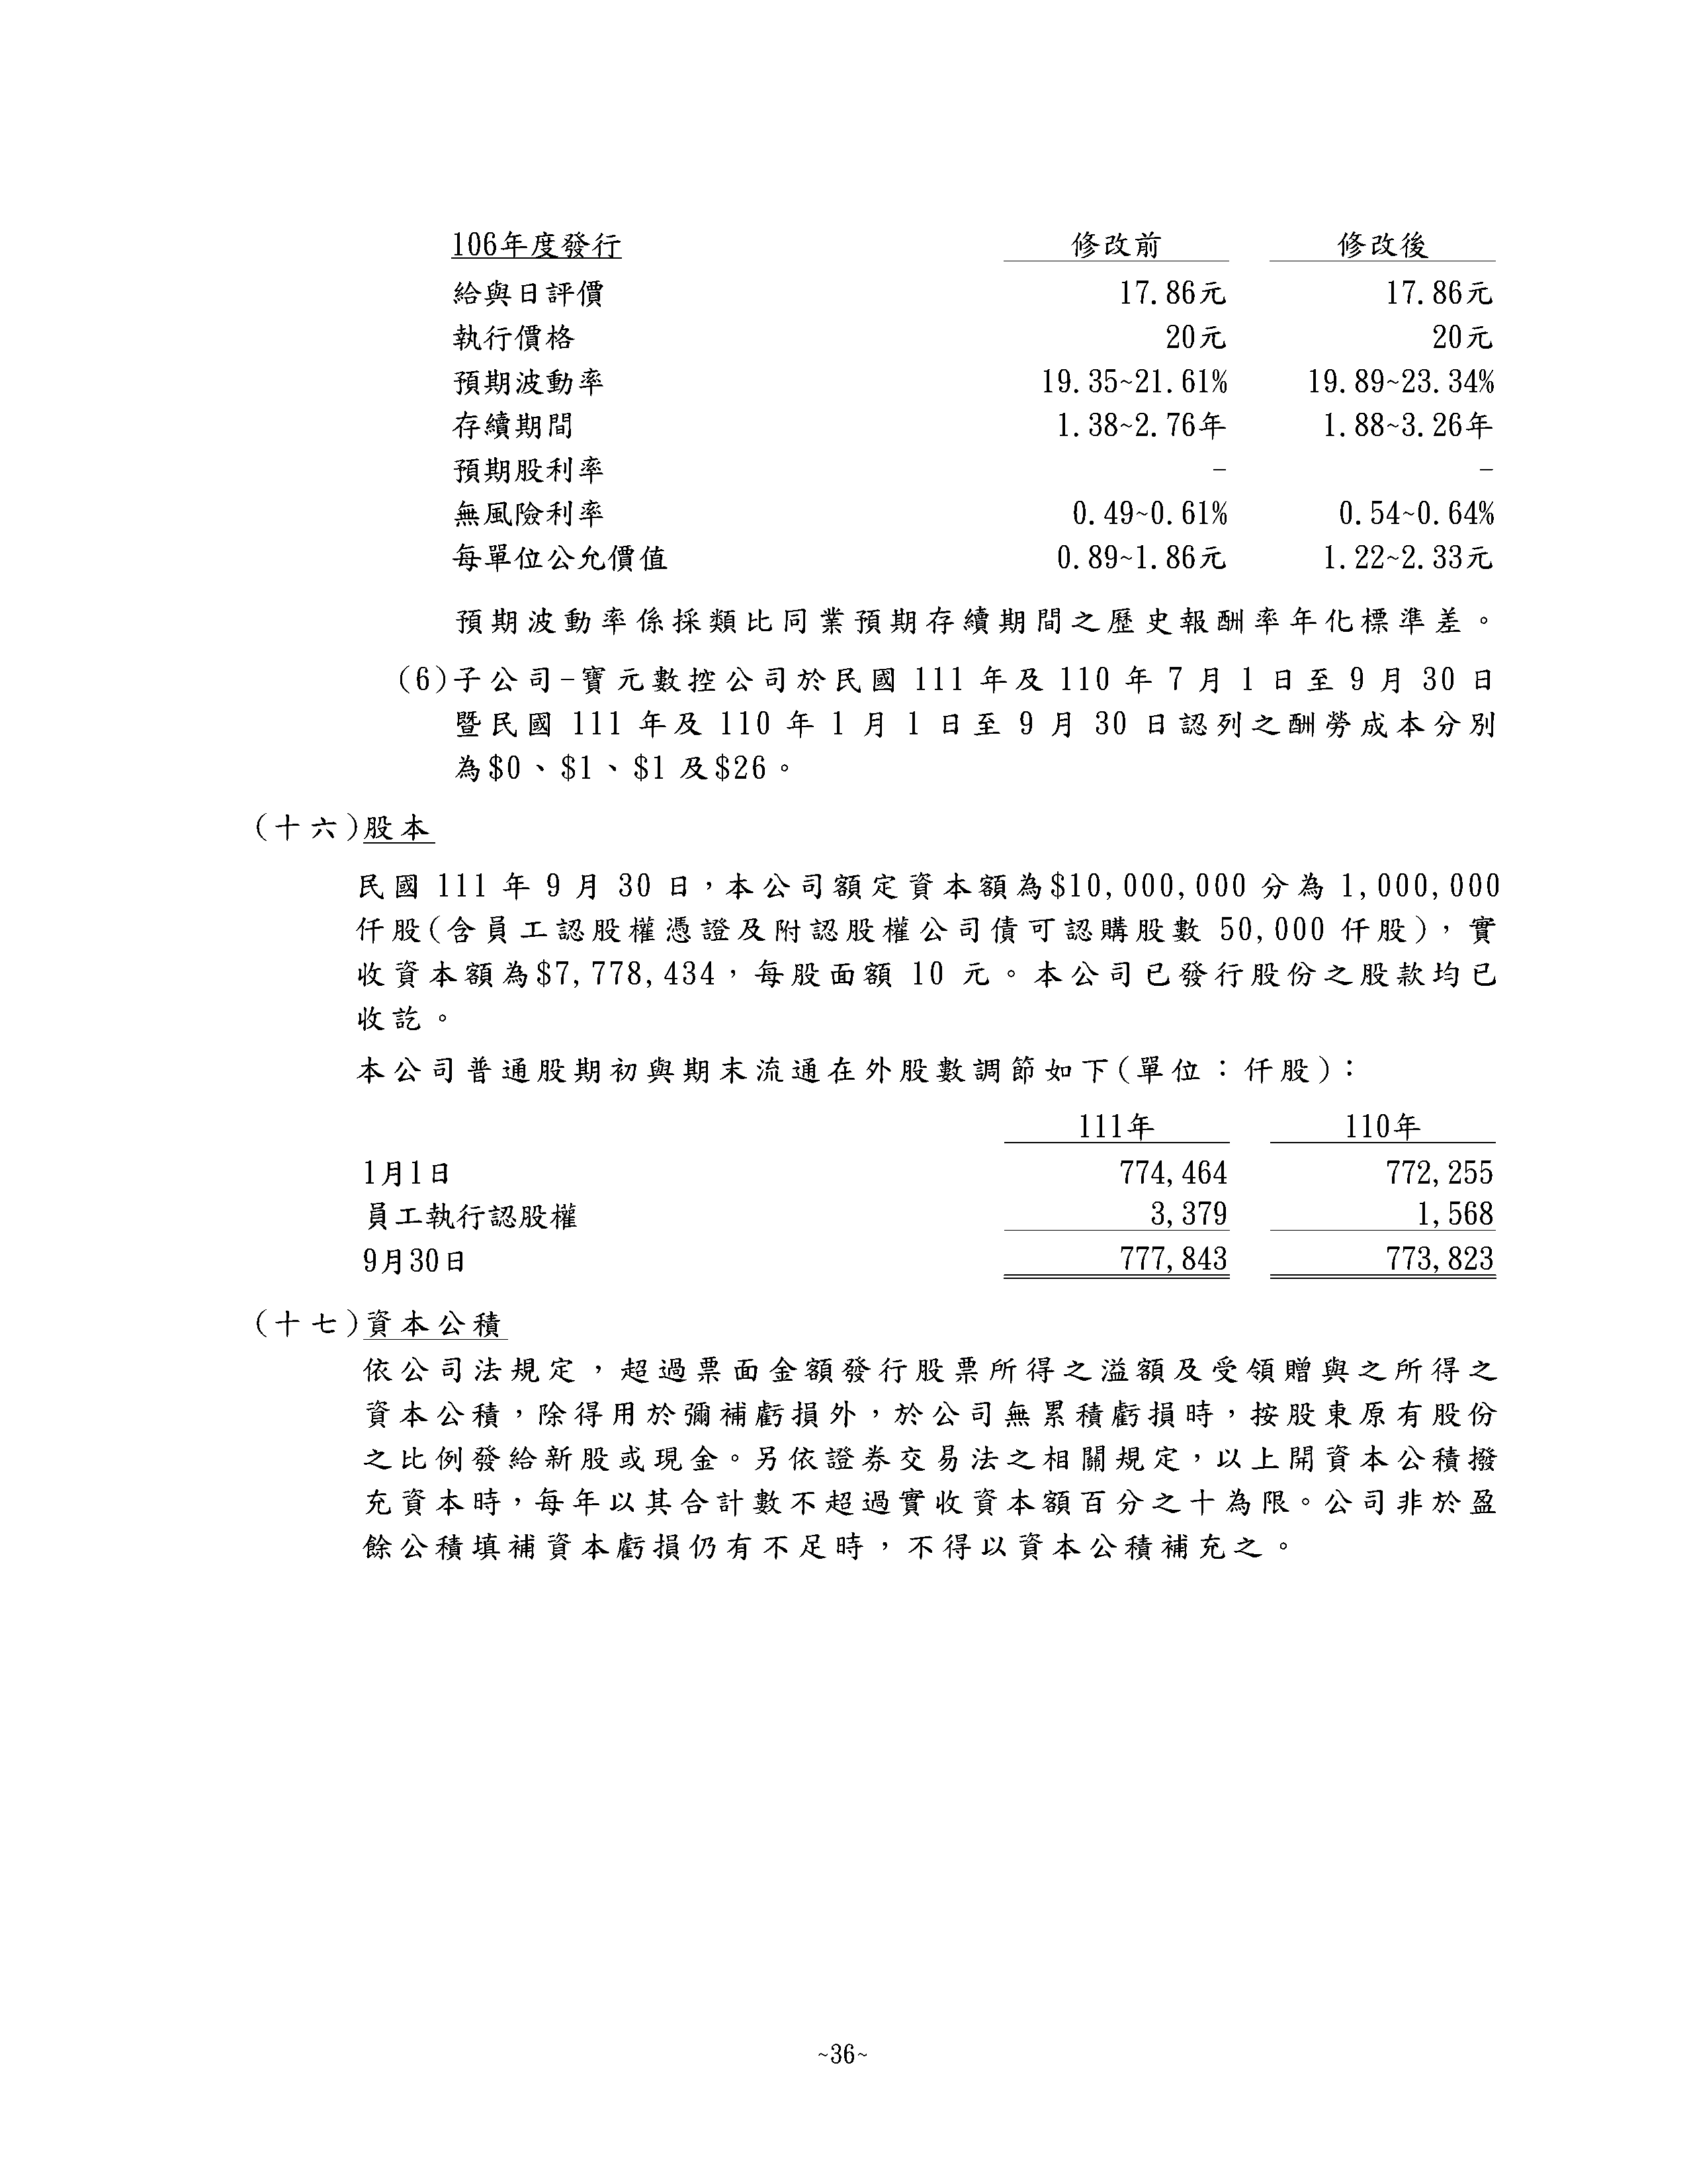 106年度發行 修改前 修改後
給與日評價 17.86元 17.86元
執行價格 20元 20元
預期波動率 19.35~21.61% 19.89~23.34%
存續期間 1.38~2.76年 1.88~3.26年
預期股利率 - -
無風險利率 0.49~0.61% 0.54~0.64%
每單位公允價值 0.89~1.86元 1.22~2.33元
預期波動率係採類比同業預期存續期間之歷史報酬率年化標準差。
(6)子公司-寶元數控公司於民國 111 年及 110 年 7 月 1 日至 9 月 30 日
暨民國 111 年及 110 年 1 月 1 日至 9 月 30 日認列之酬勞成本分別
為$0、$1、$1 及$26。
(十六)股本
民國 111 年 9 月 30 日，本公司額定資本額為$10,000,000 分為 1,000,000
仟股(含員工認股權憑證及附認股權公司債可認購股數 50,000 仟股)，實
收資本額為$7,778,434，每股面額 10 元。本公司已發行股份之股款均已
收訖。
本公司普通股期初與期末流通在外股數調節如下(單位：仟股)：
111年 110年
1月1日 774,464 772,255
員工執行認股權 3,379 1,568
9月30日 777,843 773,823
(十七)資本公積
依公司法規定，超過票面金額發行股票所得之溢額及受領贈與之所得之
資本公積，除得用於彌補虧損外，於公司無累積虧損時，按股東原有股份
之比例發給新股或現金。另依證券交易法之相關規定，以上開資本公積撥
充資本時，每年以其合計數不超過實收資本額百分之十為限。公司非於盈
餘公積填補資本虧損仍有不足時，不得以資本公積補充之。
~36~